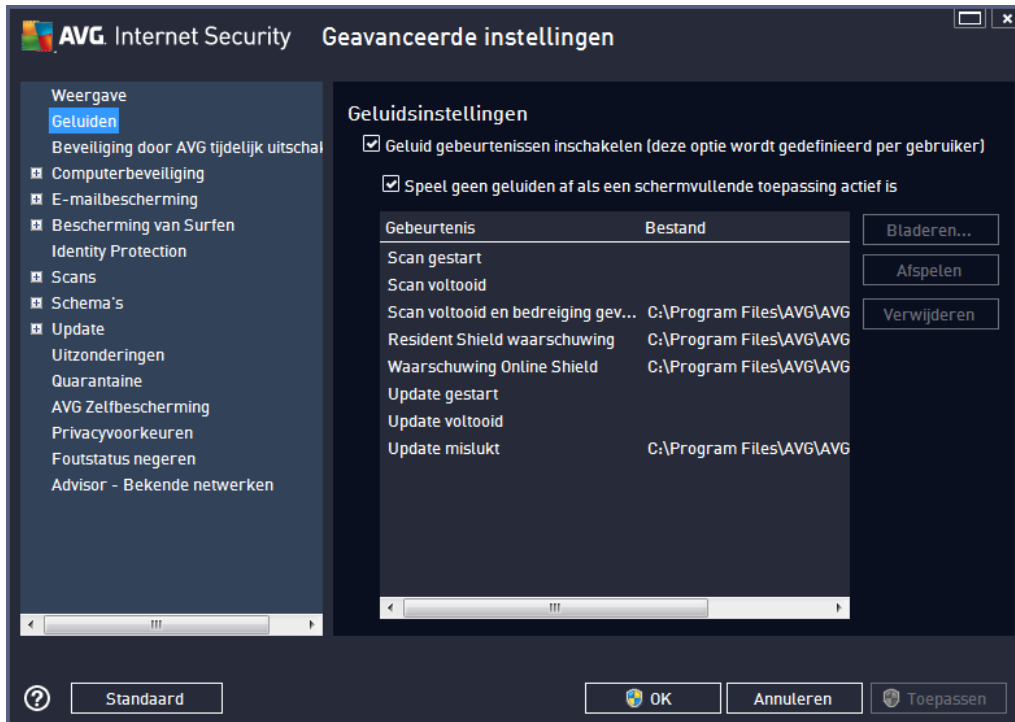 AVG. Internet Security Geavanceerde instellingen
Weergave
Geluiden
Beveiliging door AVG tijdelijk uitschak
Computerbeveiliging
E-mailbescherming
Bescherming van Surfen
Identity Protection
Scans
Schema's
Update
Uitzonderingen
Quarantaine
AVG Zelfbescherming
Privacyvoorkeuren
Foutstatus negeren
Advisor - Bekende netwerken
Geluidsinstellingen
Geluid gebeurtenissen inschakelen (deze optie wordt gedefinieerd per gebruiker)
Speel geen geluiden af als een schermvullende toepassing actief is
Gebeurtenis Bestand
Scan gestart
Scan voltooid
Scan voltooid en bedreiging gev... C:\Program Files\AVG\AVG
Resident Shield waarschuwing C:\Program Files\AVG\AVG
Waarschuwing Online Shield C:\Program Files\AVG\AVG
Update gestart
Update voltooid
Update mislukt C:\Program Files\AVG\AVG
Bladeren...
Afspelen
Verwijderen
? Standaard OK Annuleren Toepassen